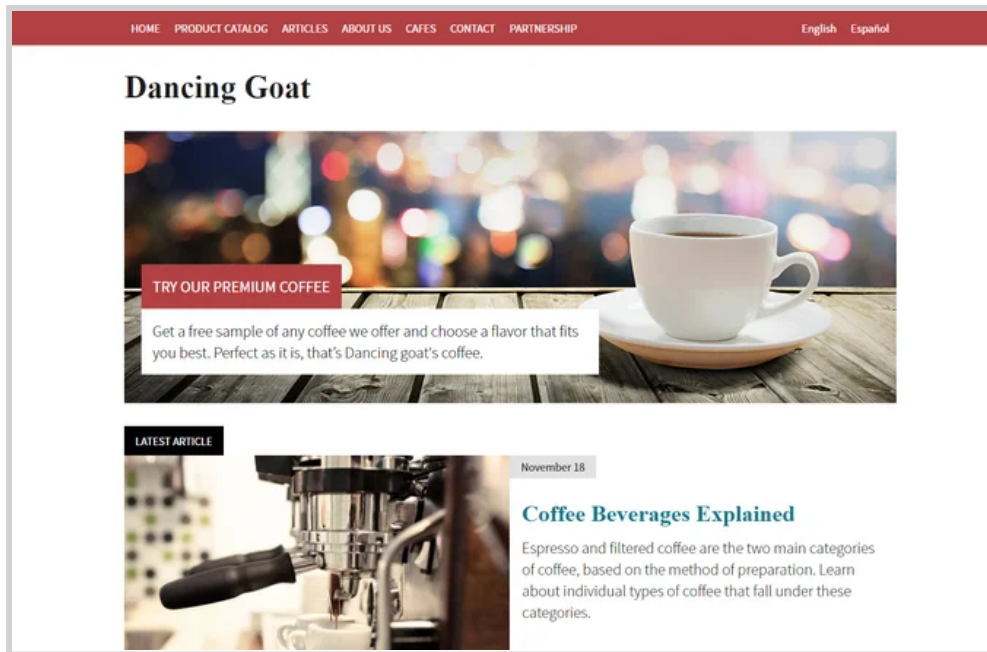 HOME PRODUCT CATALOG ARTICLES ABOUT US CAFES CONTACT PARTNERSHIP English Español
Dancing Goat
TRY OUR PREMIUM COFFEE
Get a free sample of any coffee we offer and choose a flavor that fits
you best. Perfect as it is, that’s Dancing goat's coffee.
LATEST ARTICLE
November 18
Coffee Beverages Explained
Espresso and filtered coffee are the two main categories
of coffee, based on the method of preparation. Learn
about individual types of coffee that fall under these
categories.